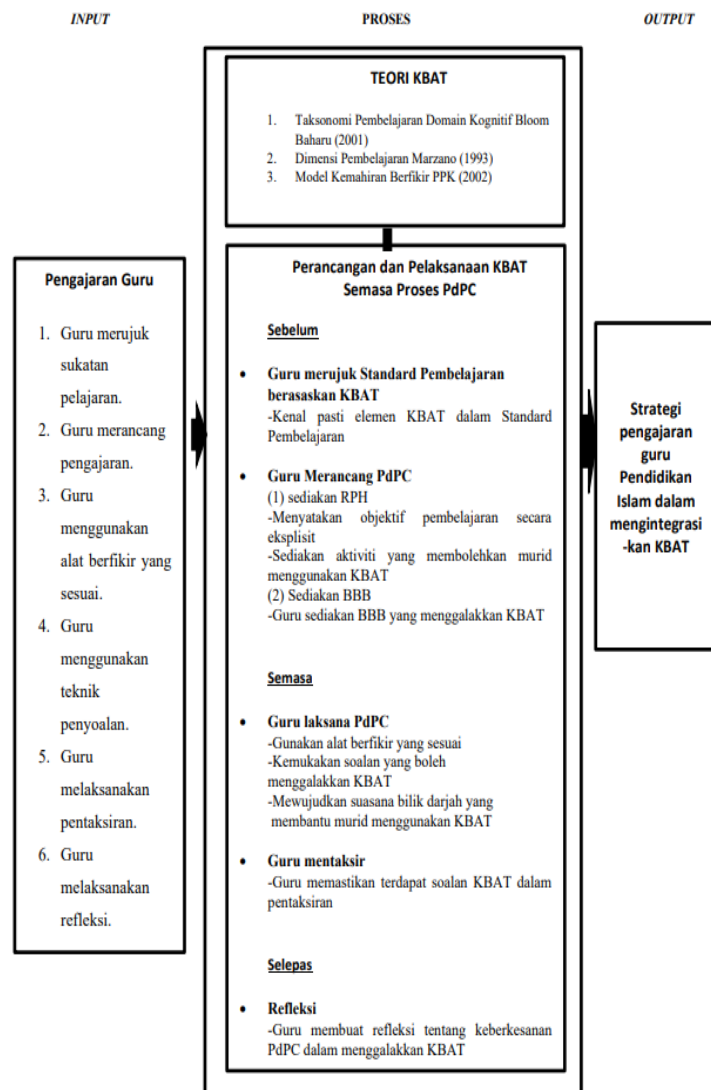 INPUT
PROSES
OUTPUT
TEORI KBAT
1. Taksonomi Pembelajaran Domain Kognitif Bloom
Baharu (2001)
2. Dimensi Pembelajaran Marzano (1993)
3. Model Kemahiran Berfikir PPK (2002)
Pengajaran Guru
1. Guru merujuk
sukatan
pelajaran.
2. Guru merancang
pengajaran.
3. Guru
menggunakan
alat berfikir yang
sesuai.
4. Guru
menggunakan
teknik
penyoalan.
5. Guru
melaksanakan
pentaksiran.
6. Guru
melaksanakan
refleksi.
Perancangan dan Pelaksanaan KBAT
Semasa Proses PdPC
Sebelum
• Guru merujuk Standard Pembelajaran
berasaskan KBAT
-Kenal pasti elemen KBAT dalam Standard
Pembelajaran
• Guru Merancang PdPC
(1) sediakan RPH
-Menyatakan objektif pembelajaran secara
eksplisit
-Sediakan aktiviti yang membolehkan murid
menggunakan KBAT
(2) Sediakan BBB
-Guru sediakan BBB yang menggalakkan KBAT
Semasa
• Guru laksana PdPC
-Gunakan alat berfikir yang sesuai
-Kemukakan soalan yang boleh
menggalakkan KBAT
-Mewujudkan suasana bilik darjah yang
membantu murid menggunakan KBAT
• Guru mentaksir
-Guru memastikan terdapat soalan KBAT dalam
pentaksiran
Selepas
• Refleksi
-Guru membuat refleksi tentang keberkesanan
PdPC dalam menggalakkan KBAT
Strategi
pengajaran
guru
Pendidikan
Islam dalam
mengintegrasi
-kan KBAT